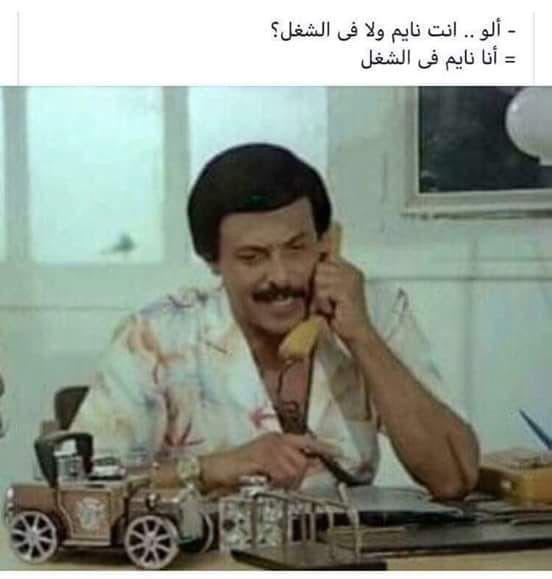 - ألو .. انت نايم ولا فى الشغل؟
= أنا نايم فى الشغل